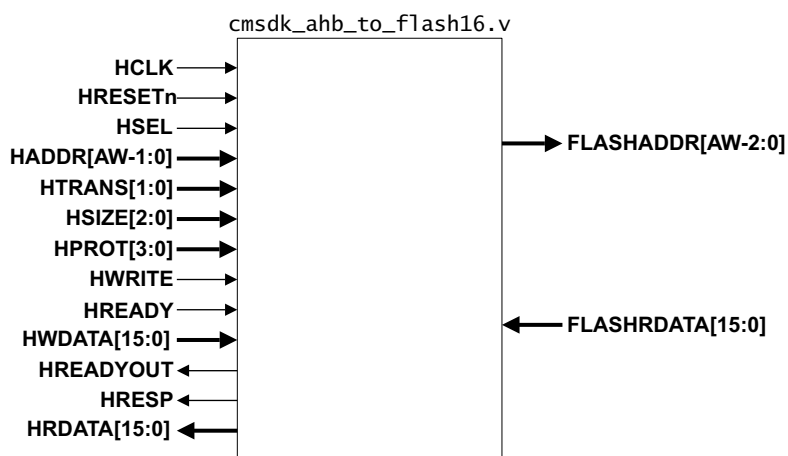 cmsdk_ahb_to_flash16.v
HCLK
HRESETn
HSEL
HADDR[AW-1:0]
HTRANS[1:0]
HSIZE[2:0]
HPROT[3:0]
HWRITE
HREADY
HWDATA[15:0]
HREADYOUT
HRESP
HRDATA[15:0]
FLASHADDR[AW-2:0]
FLASHRDATA[15:0]